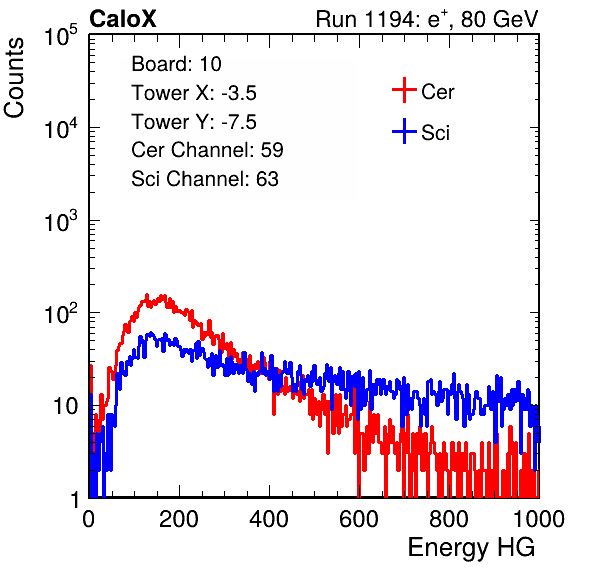 CaloX Run 1194: e⁺, 80 GeV
Counts
10⁵
10⁴
10³
10²
10
1
Board: 10
Tower X: -3.5
Tower Y: -7.5
Cer Channel: 59
Sci Channel: 63
Cer
Sci
0 200 400 600 800 1000
Energy HG